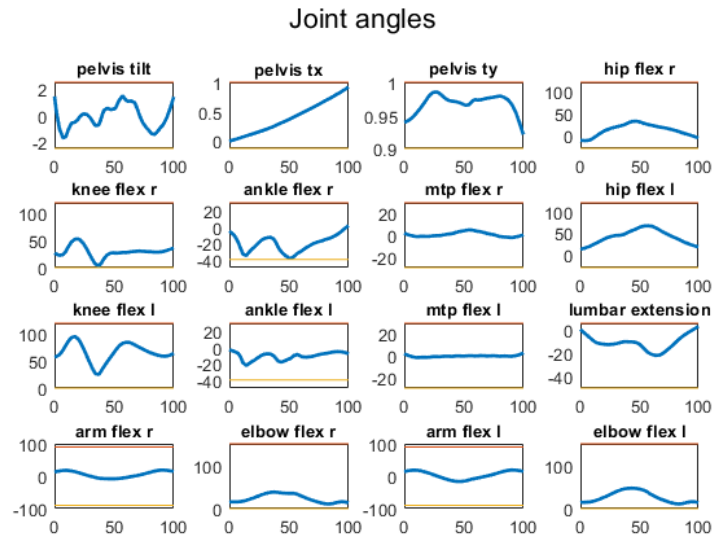 Joint angles
pelvis tilt
2
0
-2
0 50 100
pelvis tx
1
0.5
0
0 50 100
pelvis ty
1
0.95
0.9
0 50 100
hip flex r
100
50
0
0 50 100
knee flex r
100
50
0
0 50 100
ankle flex r
20
0
-20
-40
0 50 100
mtp flex r
20
0
-20
0 50 100
hip flex l
100
50
0
0 50 100
knee flex l
100
50
0
0 50 100
ankle flex l
20
0
-20
-40
0 50 100
mtp flex l
20
0
-20
0 50 100
lumbar extension
0
-20
-40
0 50 100
arm flex r
100
0
-100
0 50 100
elbow flex r
100
0
0 50 100
arm flex l
100
0
-100
0 50 100
elbow flex l
100
0
0 50 100